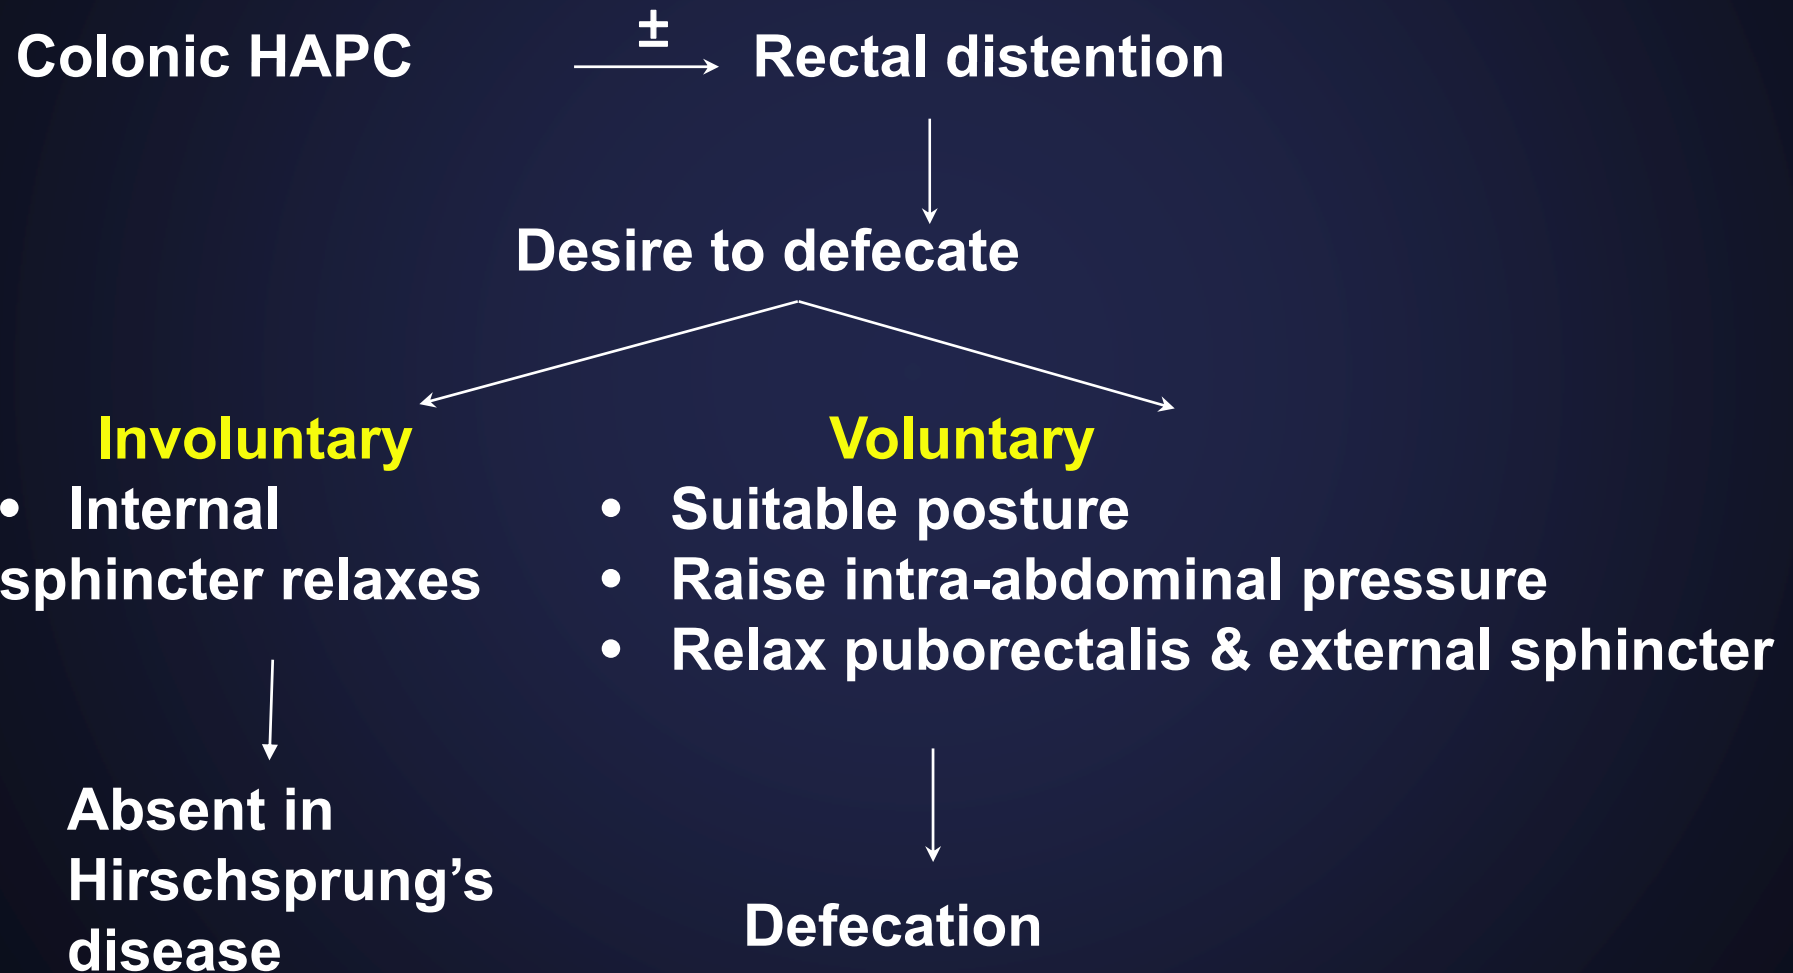 Colonic HAPC ± Rectal distention
Desire to defecate
Involuntary
• Internal
sphincter relaxes
Absent in
Hirschsprung’s
disease
Voluntary
• Suitable posture
• Raise intra-abdominal pressure
• Relax puborectalis & external sphincter
Defecation